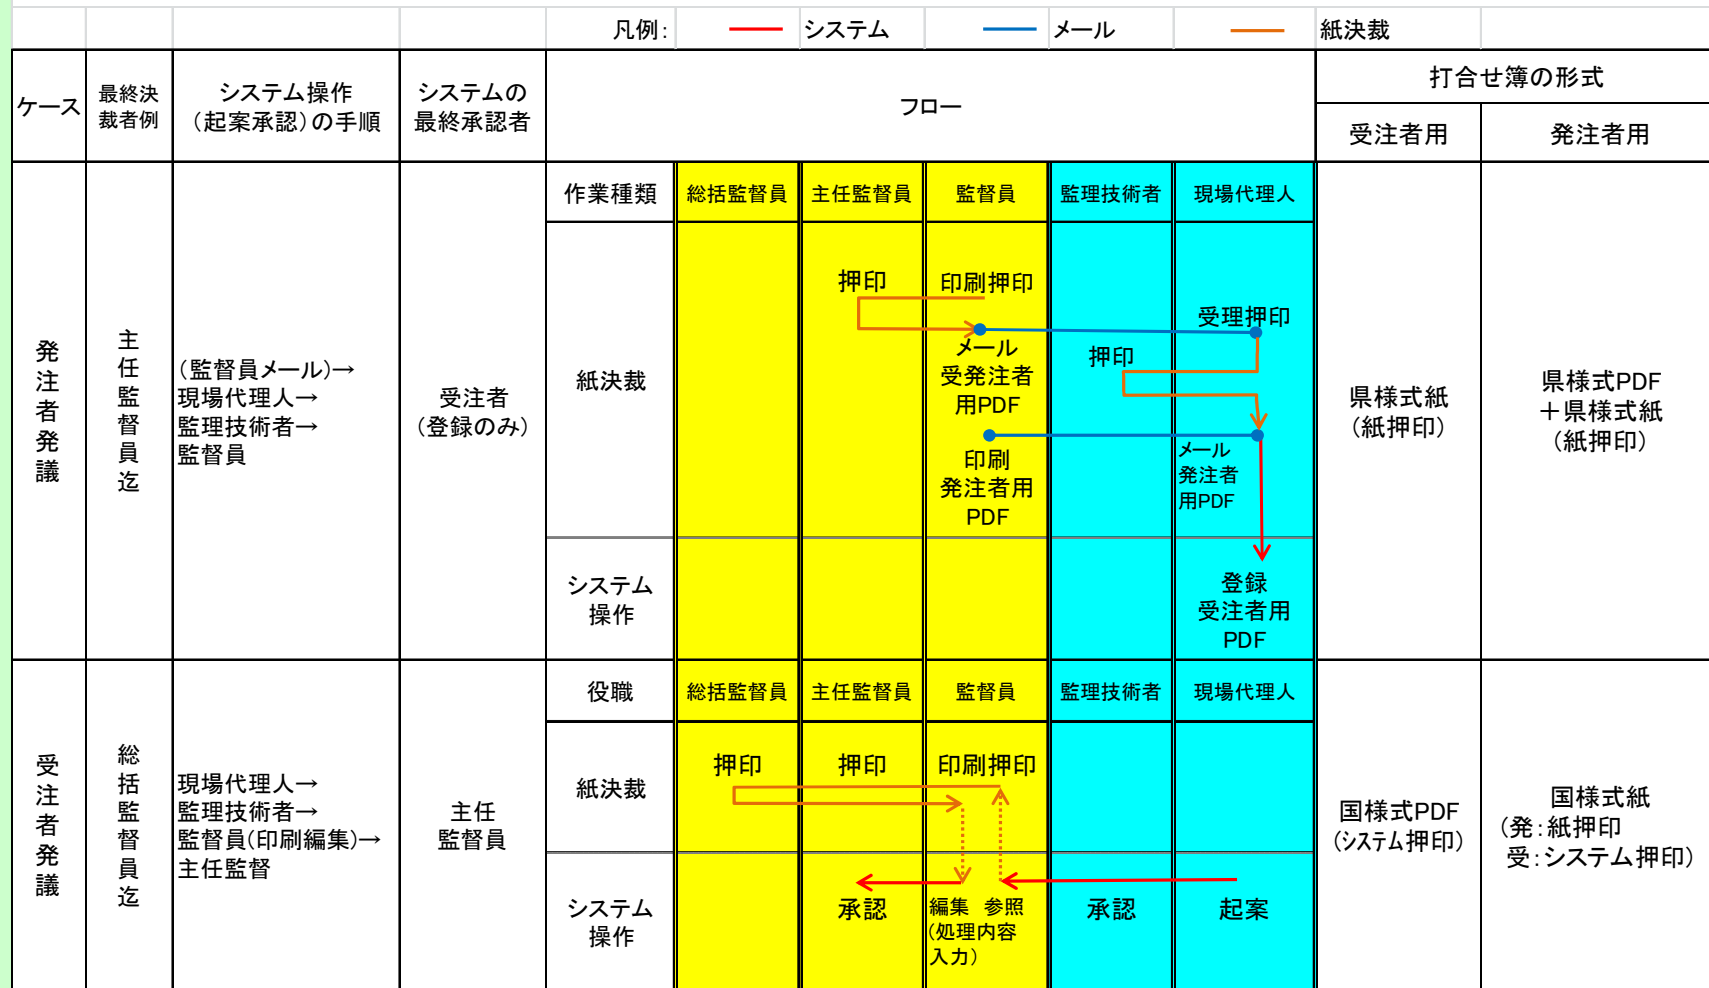 凡例：
システム
メール
紙決裁
ケース
最終決
裁者例
システム操作
（起案承認）の手順
システムの
最終承認者
フロー
打合せ簿の形式
受注者用
発注者用
発注者発議
主任監督員迄
（監督員メール）→
現場代理人→
監理技術者→
監督員
受注者
（登録のみ）
作業種類
総括監督員
主任監督員
監督員
監理技術者
現場代理人
紙決裁
押印
印刷押印
メール
受発注者
用PDF
受理押印
押印
印刷
発注者用
PDF
メール
発注者
用PDF
システム
操作
登録
受注者用
PDF
県様式紙
（紙押印）
県様式PDF
＋県様式紙
（紙押印）
受注者発議
総括監督員迄
現場代理人→
監理技術者→
監督員(印刷編集)→
主任監督
主任
監督員
役職
総括監督員
主任監督員
監督員
監理技術者
現場代理人
紙決裁
押印
押印
印刷押印
システム
操作
承認
編集　参照
（処理内容
入力）
承認
起案
国様式PDF
（システム押印）
国様式紙
（発：紙押印
受：システム押印）